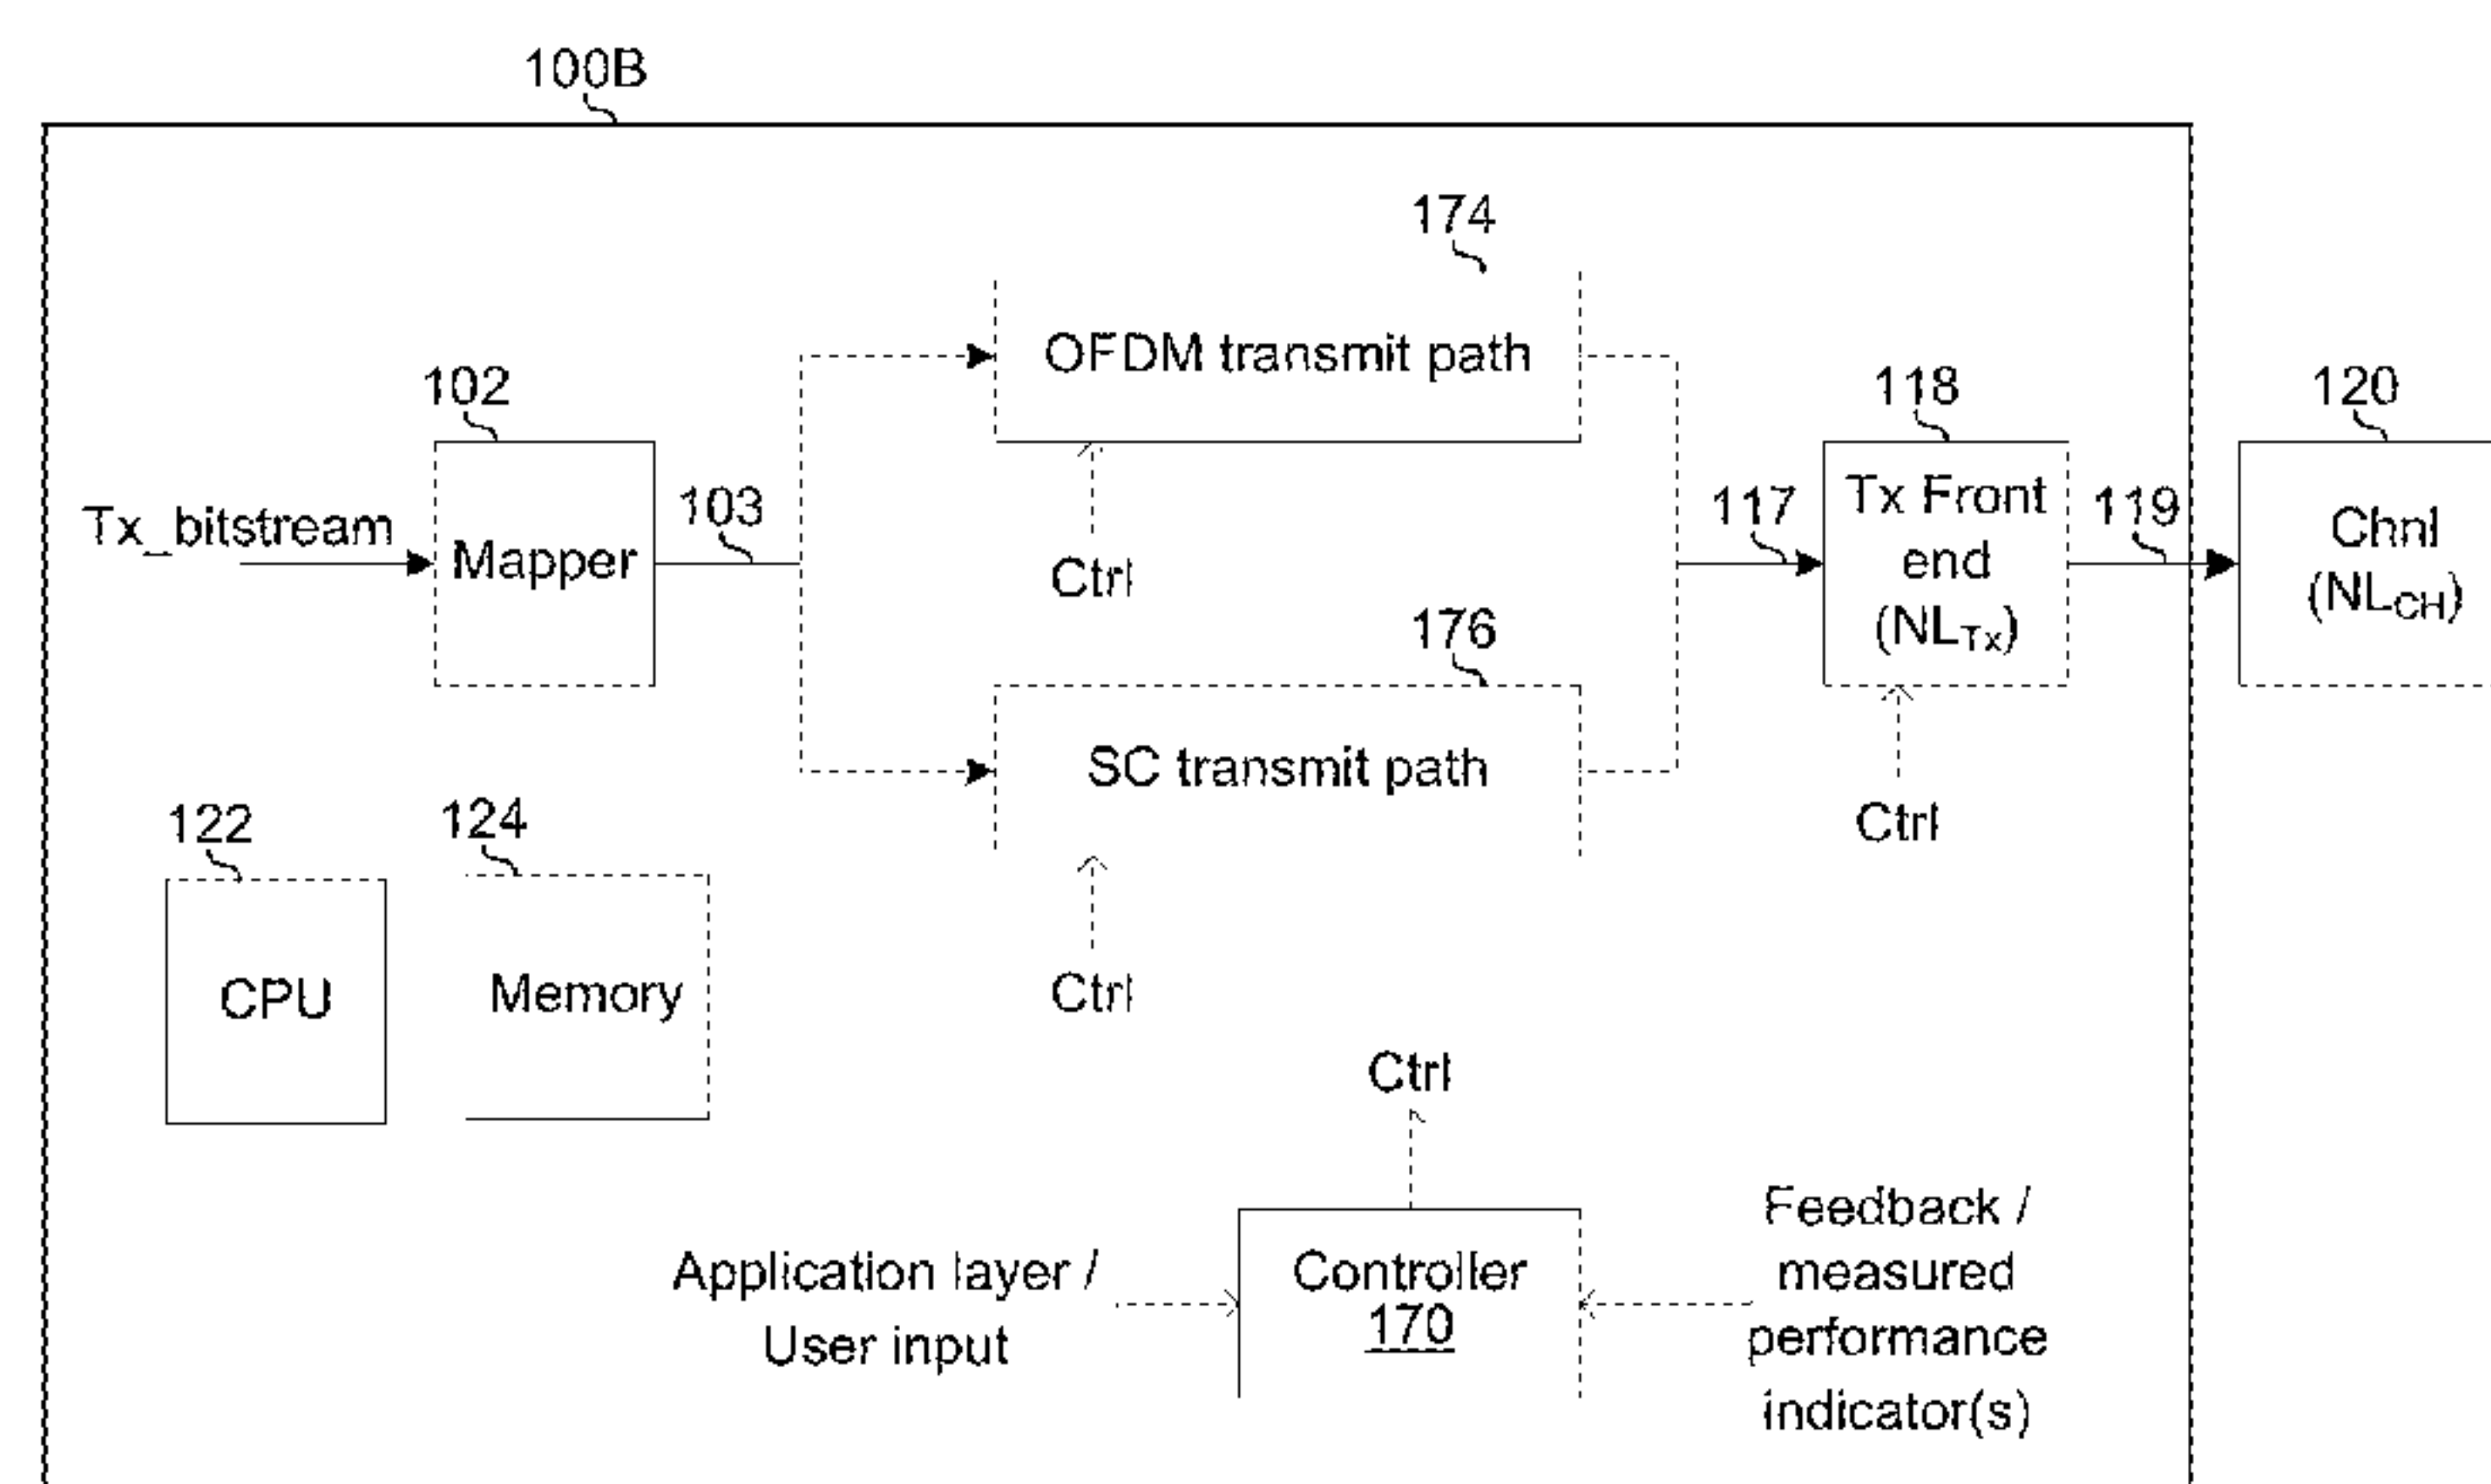 100B
174
OFDM transmit path
102
118
120
Tx_bitstream
Mapper
103
117
Tx Front
end
(NLTx)
119
Chnl
(NLCH)
Ctrl
176
SC transmit path
Ctrl
122
124
CPU
Memory
Ctrl
Ctrl
Application layer /
User input
Controller
170
Feedback /
measured
performance
indicator(s)